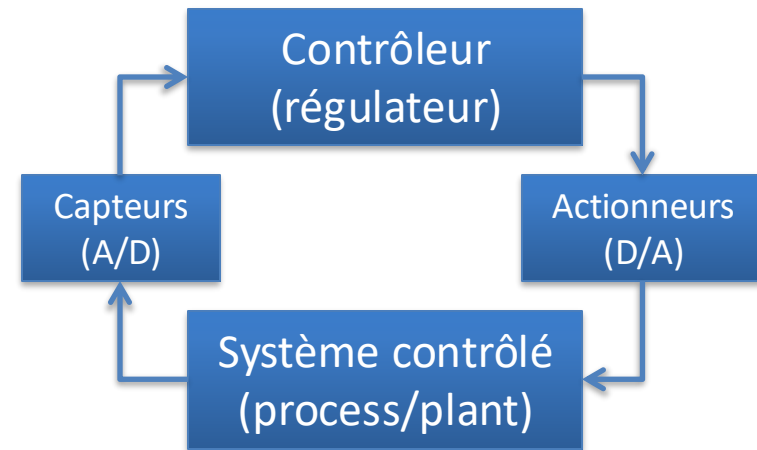 Contrôleur
(régulateur)
Capteurs
(A/D)
Actionneurs
(D/A)
Système contrôlé
(process/plant)